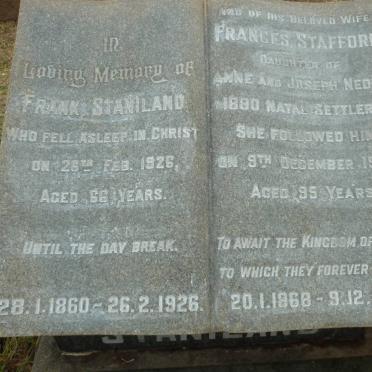 In
Loving Memory of
Frank Staniland
Who fell asleep in Christ
on 26th Feb. 1926,
Aged 66 Years.
Until the day break.
28.1.1860 – 26.2.1926.
and of his beloved Wife
Frances Stafford
Daughter of
Anne and Joseph
1890 Natal Settler
She followed Him
on 9th December
Aged 95 Years
To await the Kingdom of
to which they forever
20.1.1868 – 9.12.
STANILAND